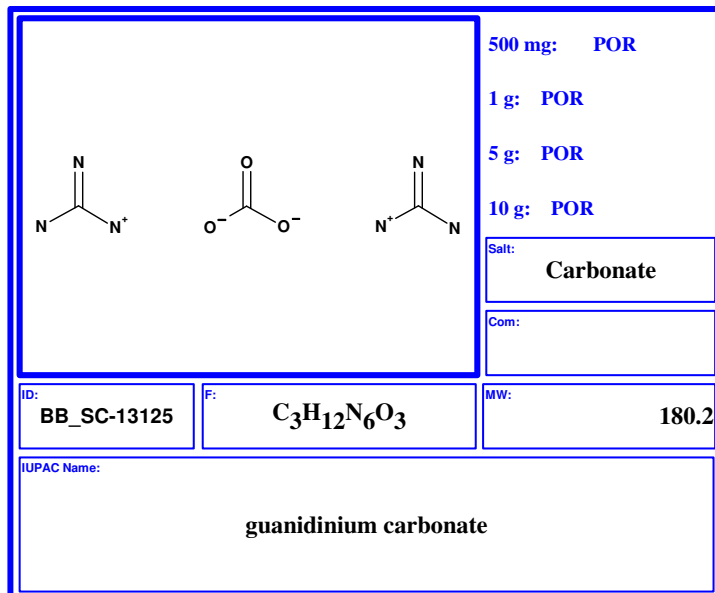 500 mg: POR
1 g: POR
5 g: POR
10 g: POR
N O N
N N+ O− O− N+ N
Salt:
Carbonate
Com:
ID:
BB_SC-13125
F:
C3H12N6O3
MW:
180.2
IUPAC Name:
guanidinium carbonate